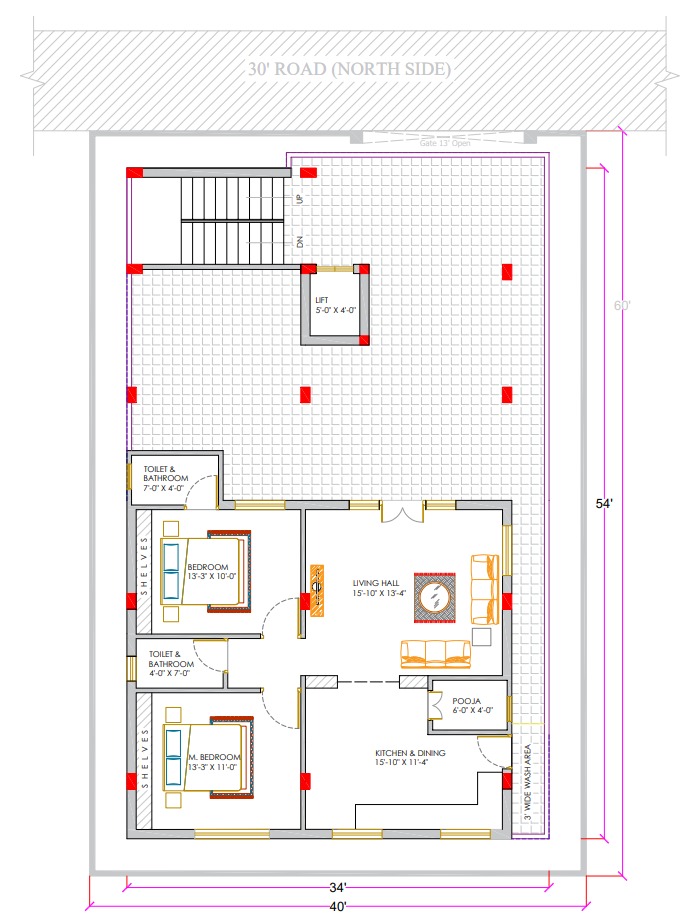 30' ROAD (NORTH SIDE)
Gate 13' Open
UP
DN
LIFT
5'-0" X 4'-0"
60'
TOILET &
BATHROOM
7'-0" X 4'-0"
54'
SHELVES
BEDROOM
13'-3" X 10'-0"
LIVING HALL
15'-10" X 13'-4"
TOILET &
BATHROOM
4'-0" X 7'-0"
POOJA
6'-0" X 4'-0"
SHELVES
M. BEDROOM
13'-3" X 11'-0"
KITCHEN & DINING
15'-10" X 11'-4"
3' WIDE WASH AREA
34'
40'